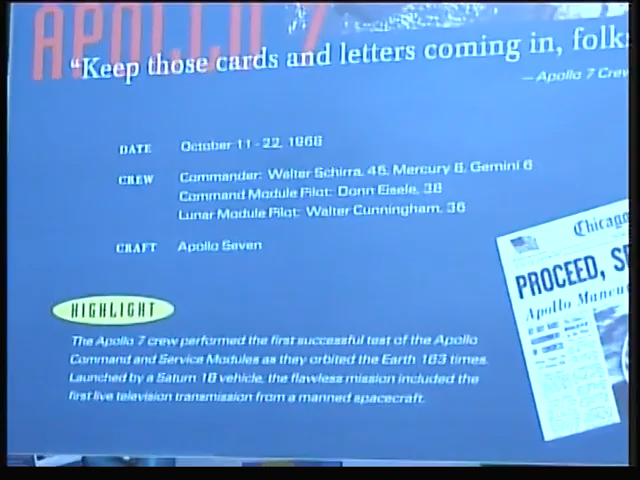 APOLLO 7
“Keep those cards and letters coming in, folks
— Apollo 7 Crew
DATE October 11 - 22, 1968
CREW Commander: Walter Schirra, 45, Mercury 8, Gemini 6
Command Module Pilot: Donn Eisele, 38
Lunar Module Pilot: Walter Cunningham, 36
CRAFT Apollo Seven
HIGHLIGHT
The Apollo 7 crew performed the first successful test of the Apollo
Command and Service Modules as they orbited the Earth 163 times.
Launched by a Saturn 1B vehicle, the flawless mission included the
first live television transmission from a manned spacecraft.
Chicago
PROCEED,
Apollo